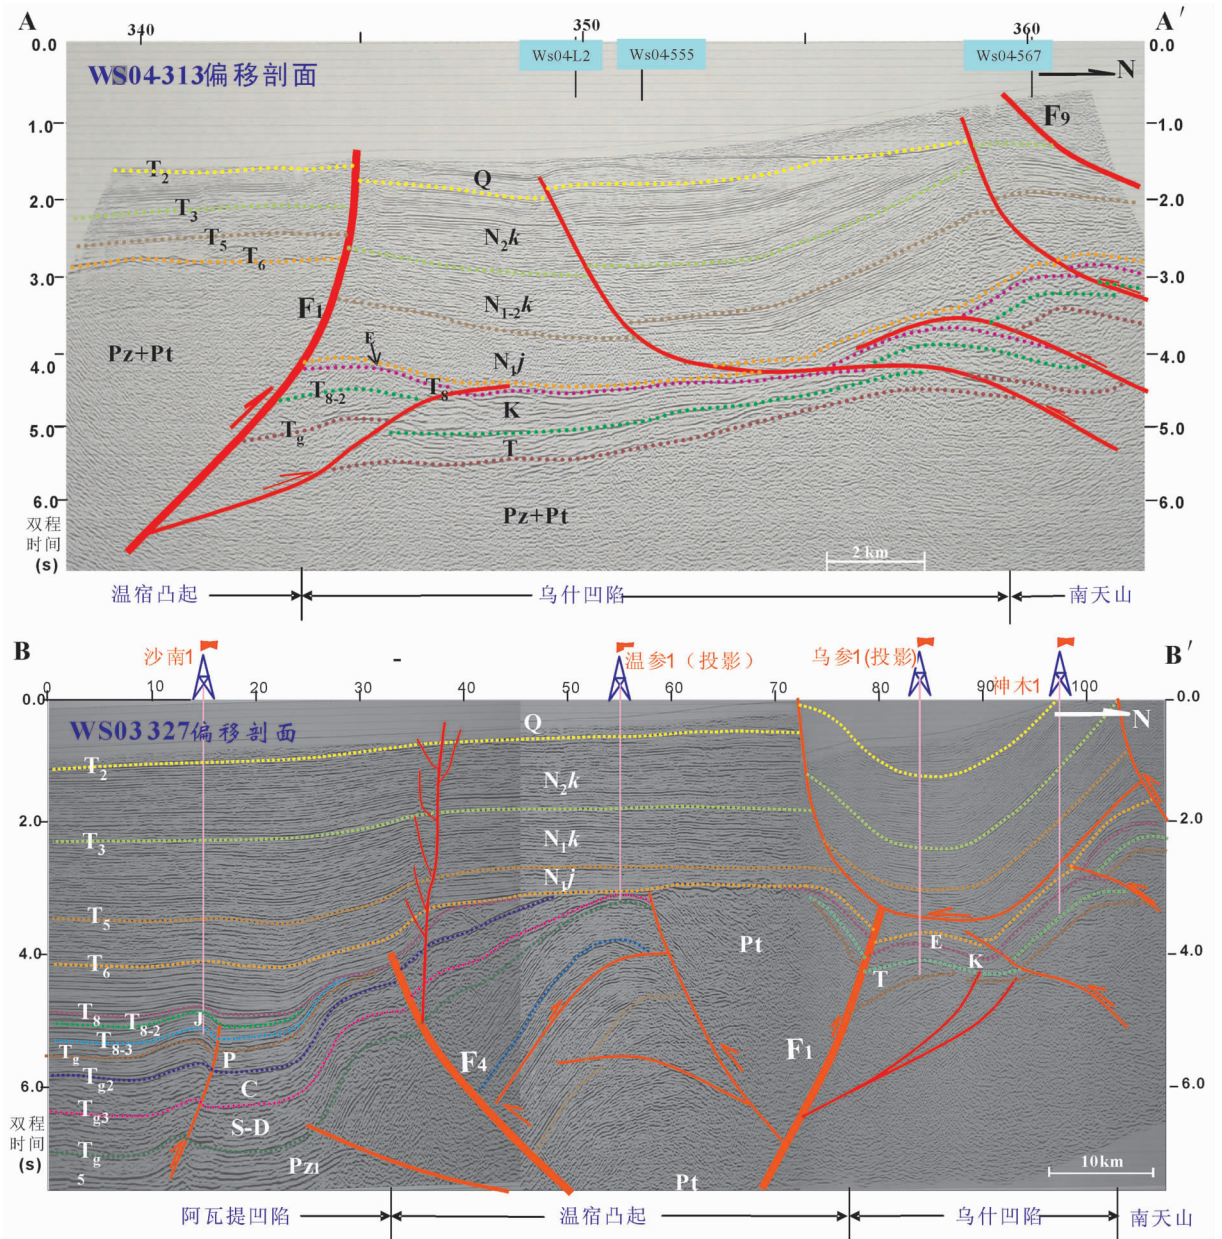 A
340
350
360
A′
0.0
Ws04-L2
Ws04-555
Ws04-567
0.0
WS04-313偏移剖面
N
1.0
F9
1.0
T2
Q
2.0
T3
2.0
T5
N2k
T6
3.0
F1
N1-2k
3.0
Pz+Pt
E
4.0
N1j
4.0
T8-2
T8
K
5.0
Tg
T
5.0
6.0
Pz+Pt
6.0
双程
时间
(s)
2 km
温宿凸起
乌什凹陷
南天山
B
沙南1
-
温参1（投影）
乌参1(投影)
神木1
B′
0.0
0
10
20
30
40
50
60
70
80
90
100
0.0
WS03327偏移剖面
Q
N
T2
N2k
2.0
T3
N1k
2.0
N1j
T5
Pt
4.0
T6
E
4.0
K
T
T8
T8-2
J
T8-3
Tg
P
F4
F1
6.0
Tg2
C
6.0
Tg3
S-D
双程
时间
(s)
Tg
5
Pz1
Pt
10km
阿瓦提凹陷
温宿凸起
乌什凹陷
南天山